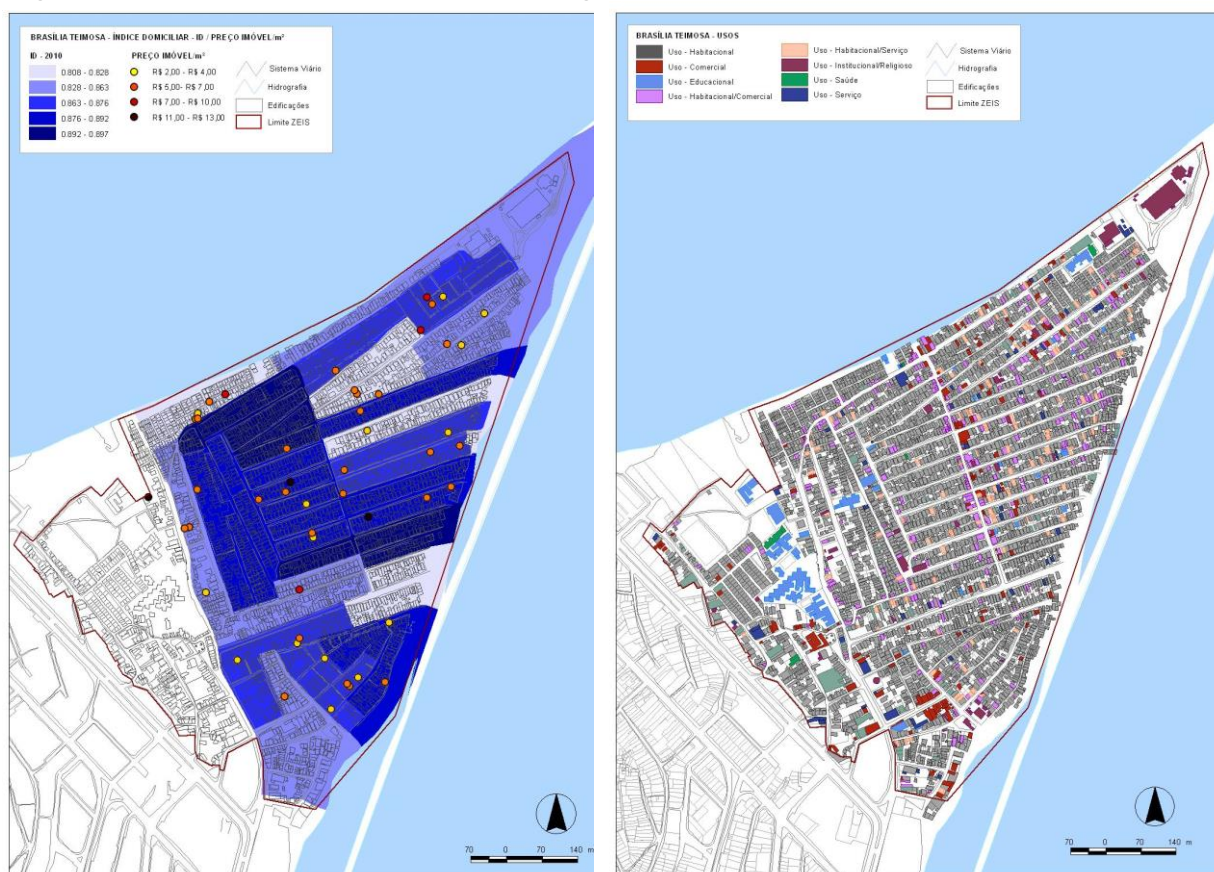 BRASÍLIA TEIMOSA - ÍNDICE DOMICILIAR - ID / PREÇO IMÓVEL/m²
ID - 2010
0.808 - 0.828
0.828 - 0.863
0.863 - 0.876
0.876 - 0.892
0.892 - 0.897
PREÇO IMÓVEL/m²
R$ 2,00 - R$ 4,00
R$ 5,00- R$ 7,00
R$ 7,00 - R$ 10,00
R$ 11,00 - R$ 13,00
Sistema Viário
Hidrografia
Edificações
Limite ZEIS
70 0 70 140 m
BRASÍLIA TEIMOSA - USOS
Uso - Habitacional
Uso - Comercial
Uso - Educacional
Uso - Habitacional/Comercial
Uso - Habitacional/Serviço
Uso - Institucional/Religioso
Uso - Saúde
Uso - Serviço
Sistema Viário
Hidrografia
Edificações
Limite ZEIS
70 0 70 140 m